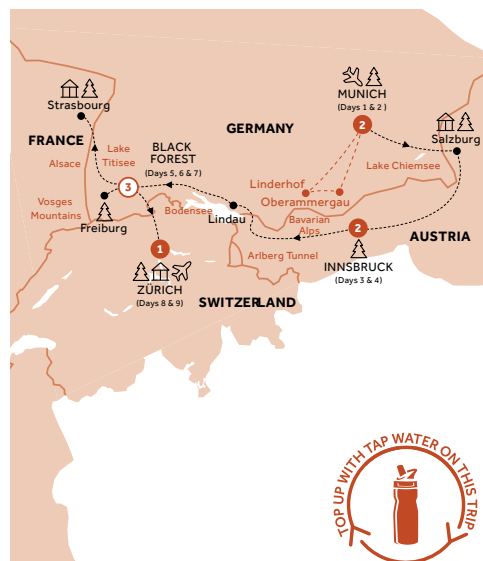 MUNICH
(Days 1 & 2 )
2
Strasbourg
Salzburg
FRANCE
GERMANY
Lake
Titisee
BLACK
FOREST
(Days 5, 6 & 7)
Lake Chiemsee
Alsace
Linderhof
Oberammergau
3
Vosges
Mountains
Bodensee
Freiburg
Lindau
Bavarian
Alps
2
AUSTRIA
1
Arlberg Tunnel
INNSBRUCK
(Days 3 & 4)
ZÜRICH
(Days 8 & 9)
SWITZERLAND
TOP UP WITH TAP WATER ON THIS TRIP